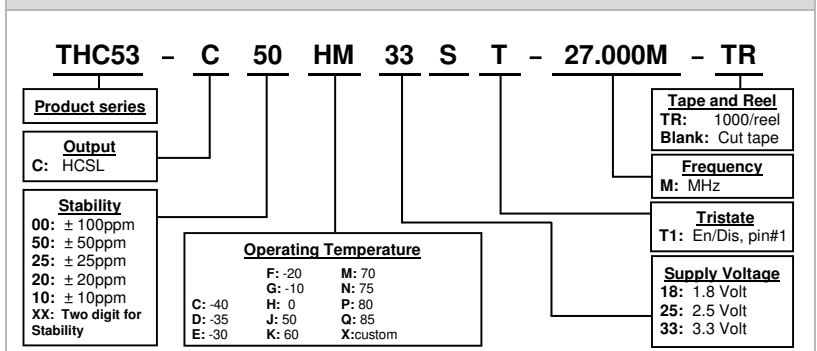 THC53 – C 50 HM 33 S T – 27.000M – TR
Product series
Output
C: HCSL
Stability
00: ± 100ppm
50: ± 50ppm
25: ± 25ppm
20: ± 20ppm
10: ± 10ppm
XX: Two digit for
Stability
Operating Temperature
F: -20 M: 70
G: -10 N: 75
C: -40 H: 0 P: 80
D: -35 J: 50 Q: 85
E: -30 K: 60 X:custom
Tape and Reel
TR: 1000/reel
Blank: Cut tape
Frequency
M: MHz
Tristate
T1: En/Dis, pin#1
Supply Voltage
18: 1.8 Volt
25: 2.5 Volt
33: 3.3 Volt